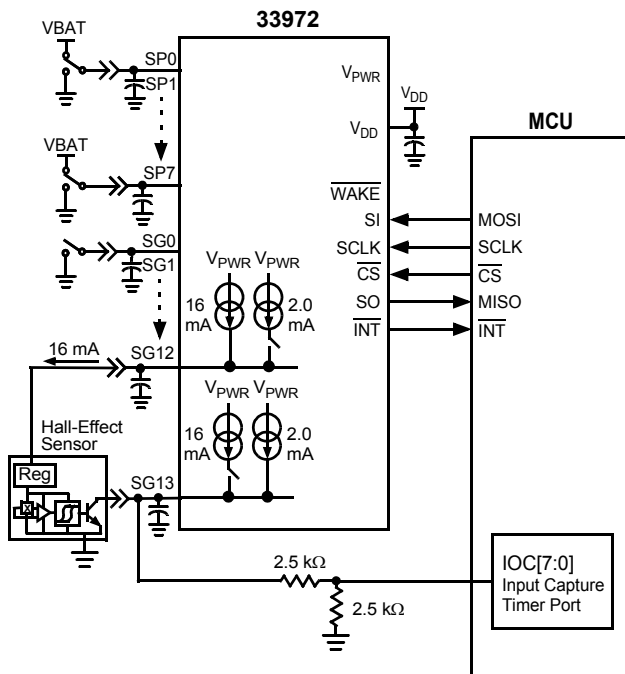 33972
VBAT
SP0
SP1
VPWR
VDD
VDD
MCU
VBAT
SP7
WAKE
SI
MOSI
SG0
SCLK
SCLK
SG1
CS
CS
VPWR VPWR
SO
MISO
16 mA
2.0 mA
INT
INT
16 mA
SG12
VPWR VPWR
Hall-Effect
Sensor
16 mA
2.0 mA
Reg
SG13
2.5 kΩ
IOC[7:0]
Input Capture
Timer Port
2.5 kΩ